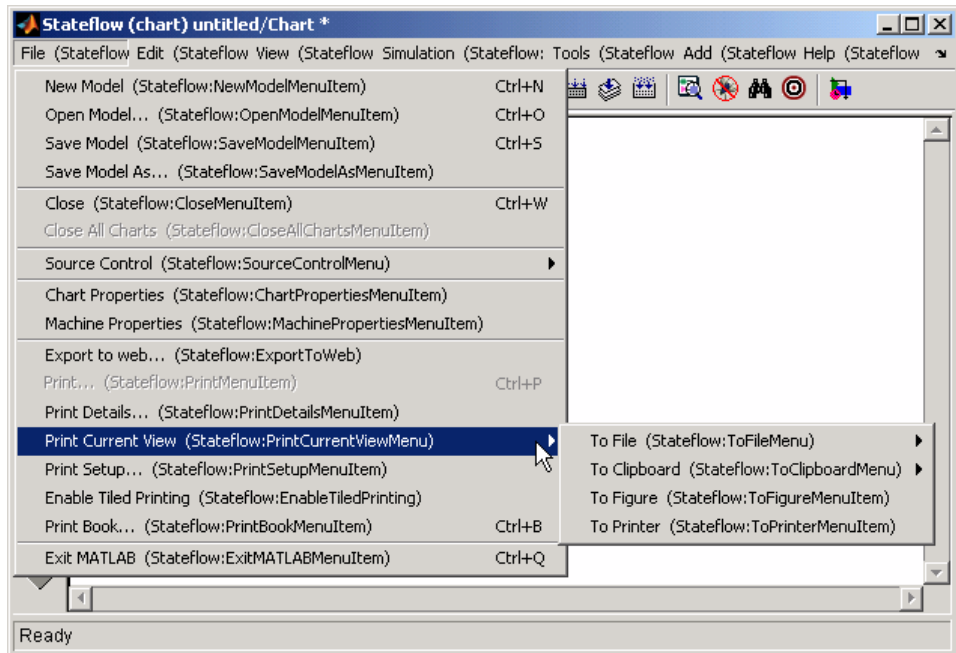 Stateflow (chart) untitled/Chart *
File (Stateflow Edit (Stateflow View (Stateflow Simulation (Stateflow: Tools (Stateflow Add (Stateflow Help (Stateflow
New Model (Stateflow:NewModelMenuItem) Ctrl+N
Open Model... (Stateflow:OpenModelMenuItem) Ctrl+O
Save Model (Stateflow:SaveModelMenuItem) Ctrl+S
Save Model As... (Stateflow:SaveModelAsMenuItem)
Close (Stateflow:CloseMenuItem) Ctrl+W
Close All Charts (Stateflow:CloseAllChartsMenuItem)
Source Control (Stateflow:SourceControlMenu)
Chart Properties (Stateflow:ChartPropertiesMenuItem)
Machine Properties (Stateflow:MachinePropertiesMenuItem)
Export to web... (Stateflow:ExportToWeb)
Print... (Stateflow:PrintMenuItem) Ctrl+P
Print Details... (Stateflow:PrintDetailsMenuItem)
Print Current View (Stateflow:PrintCurrentViewMenu)
Print Setup... (Stateflow:PrintSetupMenuItem)
Enable Tiled Printing (Stateflow:EnableTiledPrinting)
Print Book... (Stateflow:PrintBookMenuItem) Ctrl+B
Exit MATLAB (Stateflow:ExitMATLABMenuItem) Ctrl+Q
To File (Stateflow:ToFileMenu)
To Clipboard (Stateflow:ToClipboardMenu)
To Figure (Stateflow:ToFigureMenuItem)
To Printer (Stateflow:ToPrinterMenuItem)
Ready